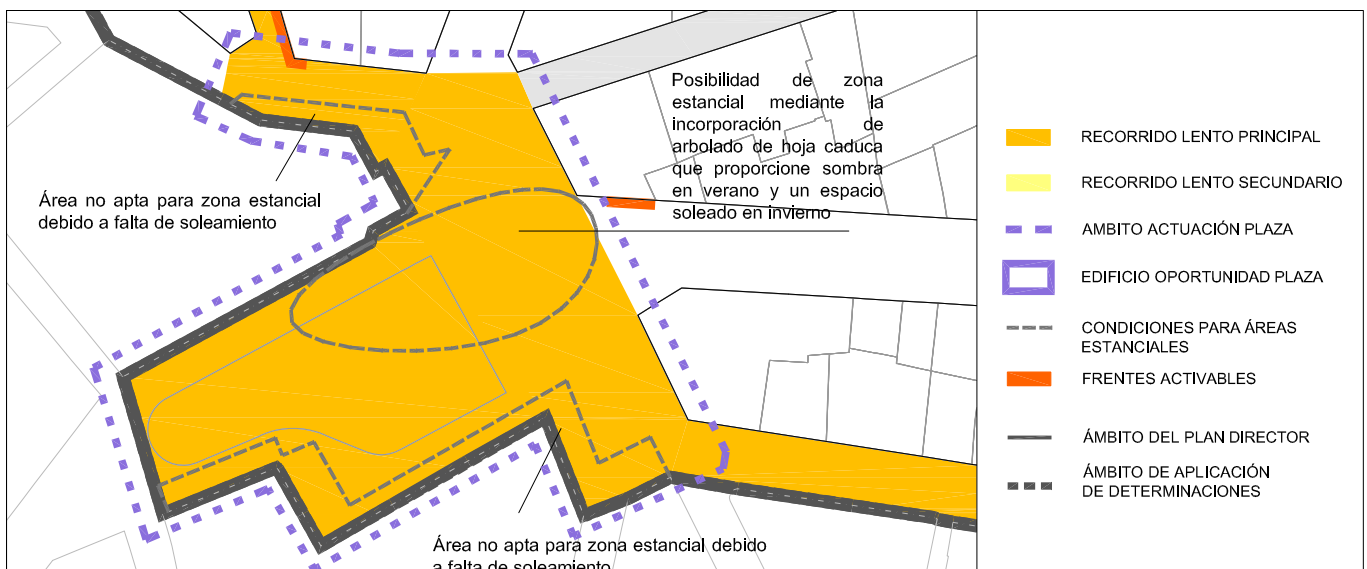 Posibilidad de zona
estancial mediante la
incorporación de
arbolado de hoja caduca
que proporcione sombra
en verano y un espacio
soleado en invierno
Área no apta para zona estancial
debido a falta de soleamiento
Área no apta para zona estancial debido
a falta de soleamiento
RECORRIDO LENTO PRINCIPAL
RECORRIDO LENTO SECUNDARIO
AMBITO ACTUACIÓN PLAZA
EDIFICIO OPORTUNIDAD PLAZA
CONDICIONES PARA ÁREAS
ESTANCIALES
FRENTES ACTIVABLES
ÁMBITO DEL PLAN DIRECTOR
ÁMBITO DE APLICACIÓN
DE DETERMINACIONES